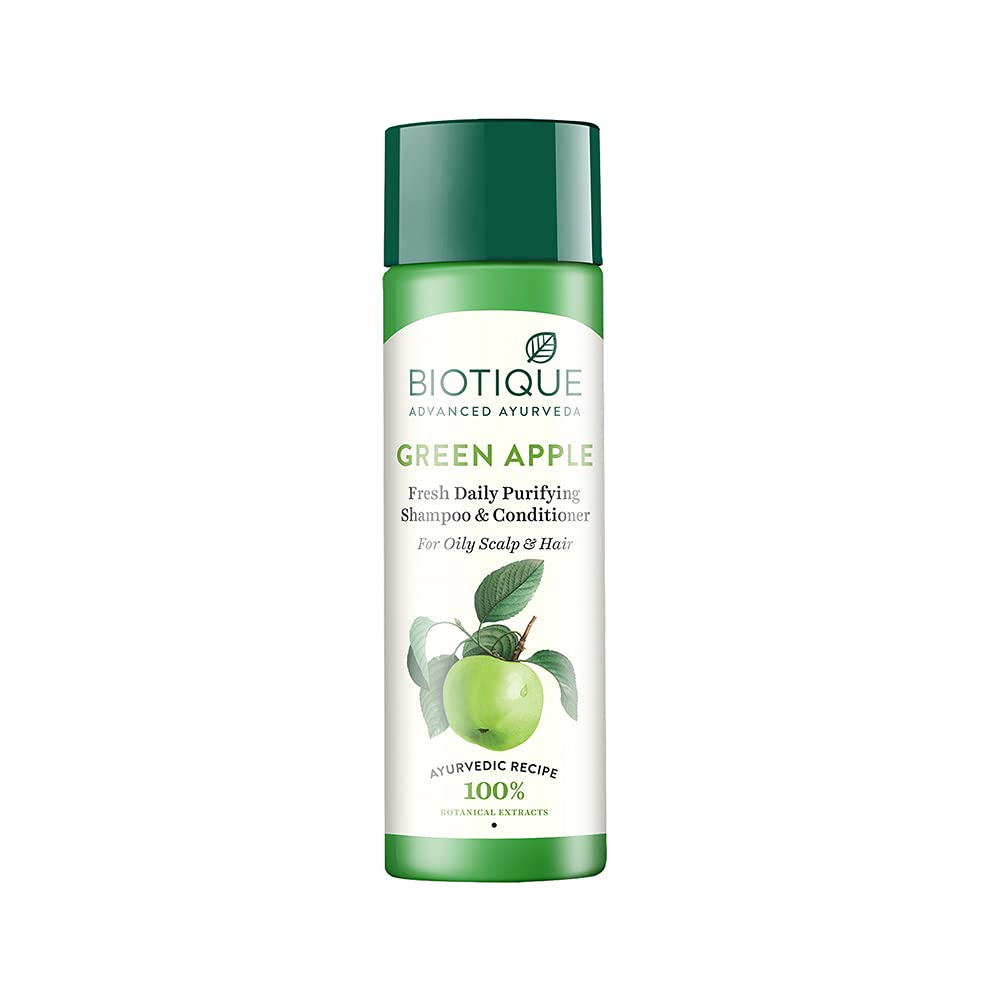 BIOTIQUE
ADVANCED AYURVEDA
GREEN APPLE
Fresh Daily Purifying
Shampoo & Conditioner
For Oily Scalp & Hair
AYURVEDIC RECIPE
100%
BOTANICAL EXTRACTS